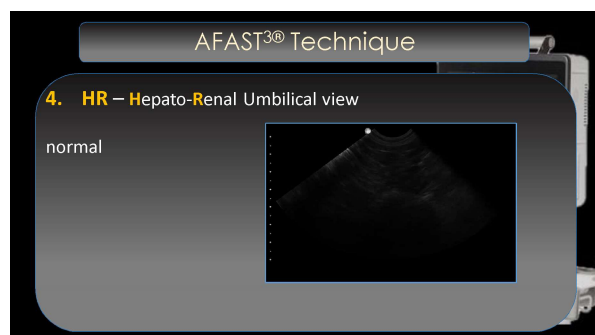 AFAST3® Technique
4. HR – Hepato-Renal Umbilical view
normal